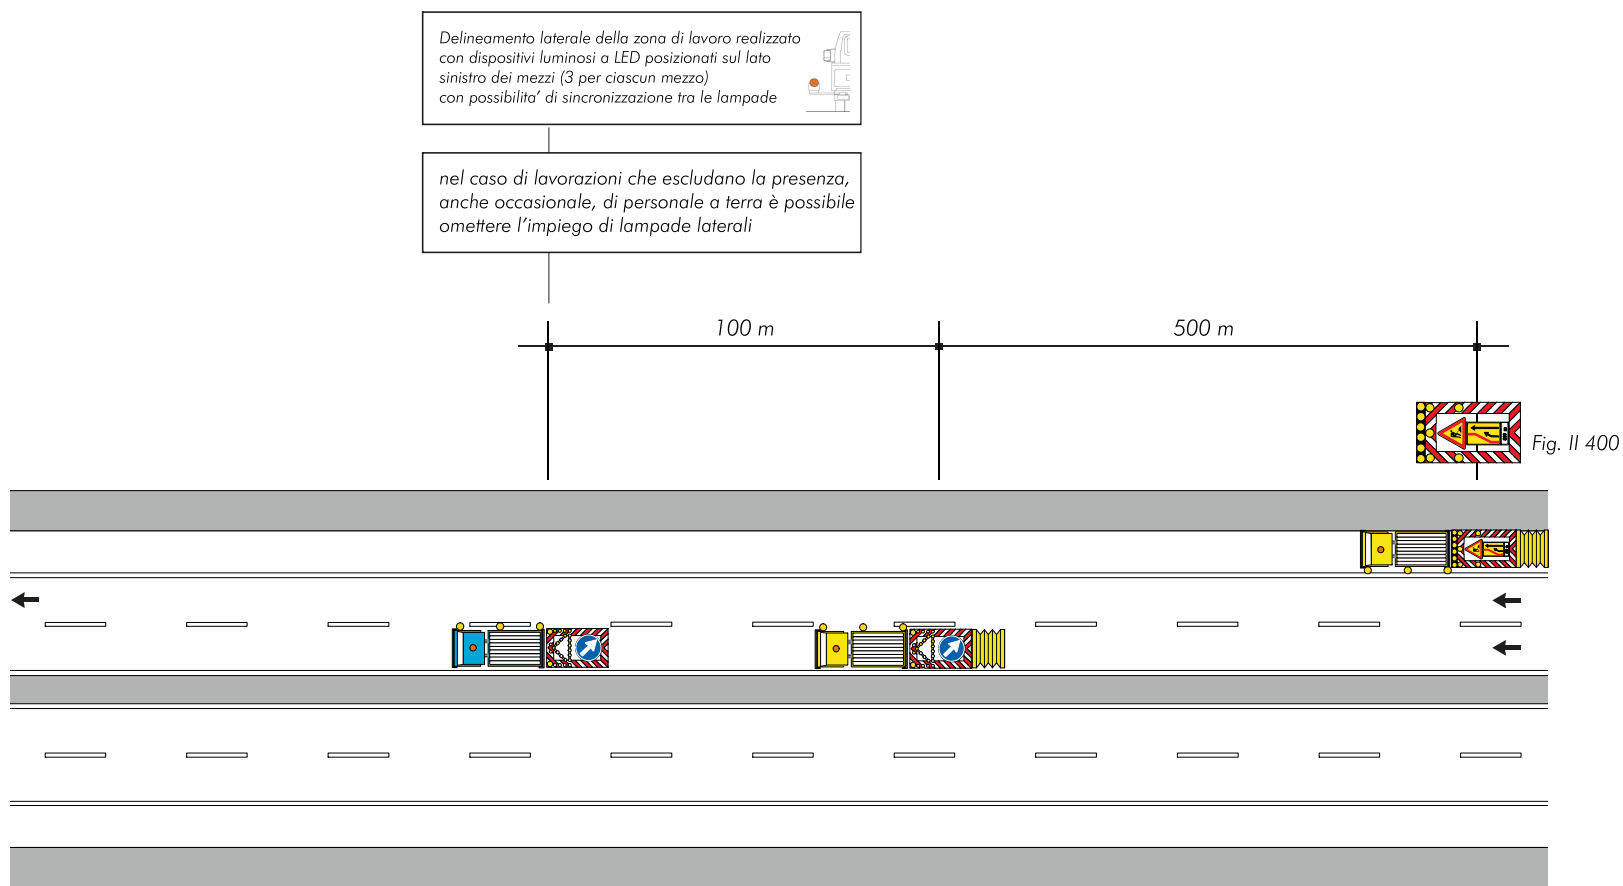 Delineamento laterale della zona di lavoro realizzato
con dispositivi luminosi a LED posizionati sul lato
sinistro dei mezzi (3 per ciascun mezzo)
con possibilita' di sincronizzazione tra le lampade
nel caso di lavorazioni che escludano la presenza,
anche occasionale, di personale a terra è possibile
omettere l'impiego di lampade laterali
100 m
500 m
Fig. II 400